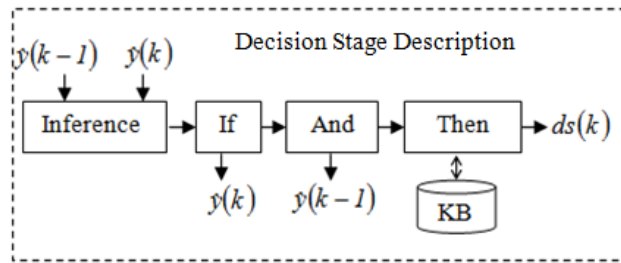 Decision Stage Description
y(k-1) y(k)
Inference If And Then ds(k)
y(k) y(k-1)
KB